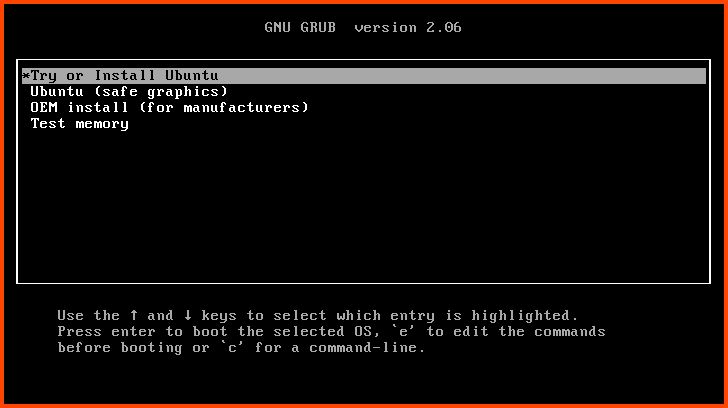 GNU GRUB  version 2.06
*Try or Install Ubuntu
Ubuntu (safe graphics)
OEM install (for manufacturers)
Test memory
Use the ↑ and ↓ keys to select which entry is highlighted.
Press enter to boot the selected OS, `e' to edit the commands
before booting or `c' for a command-line.